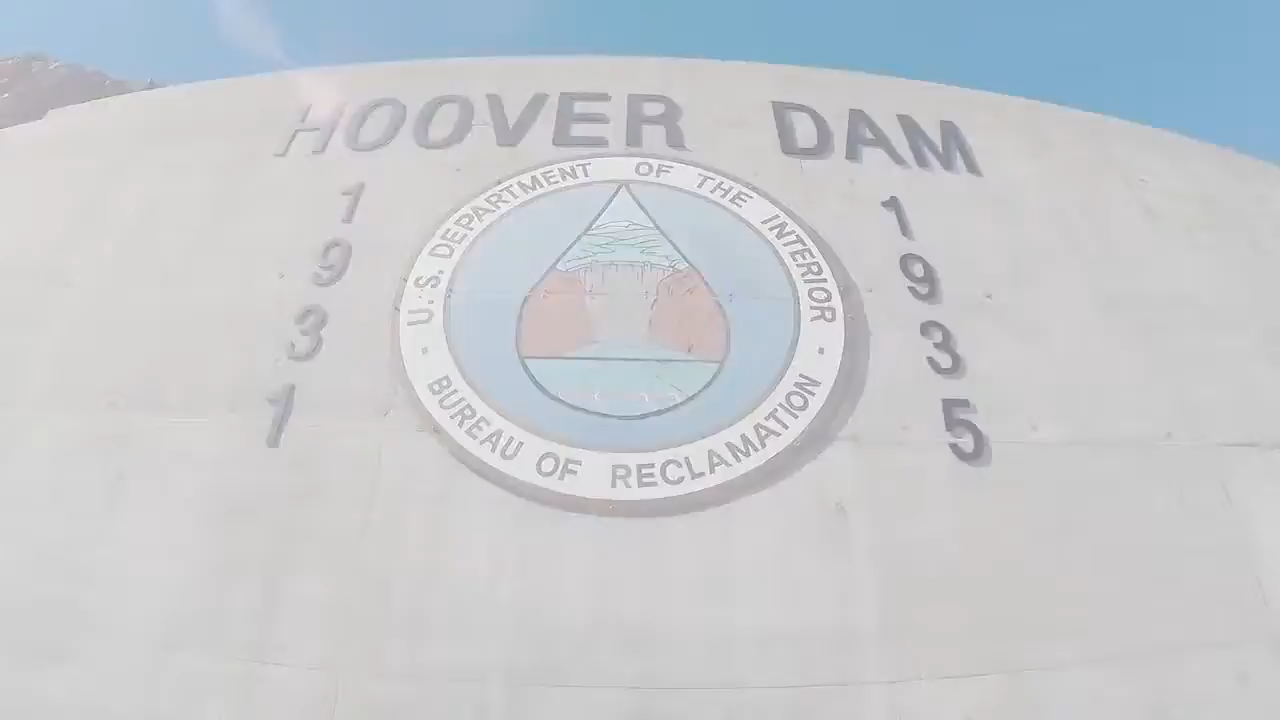 HOOVER DAM
1931
1935
U.S. DEPARTMENT OF THE INTERIOR
· BUREAU OF RECLAMATION ·